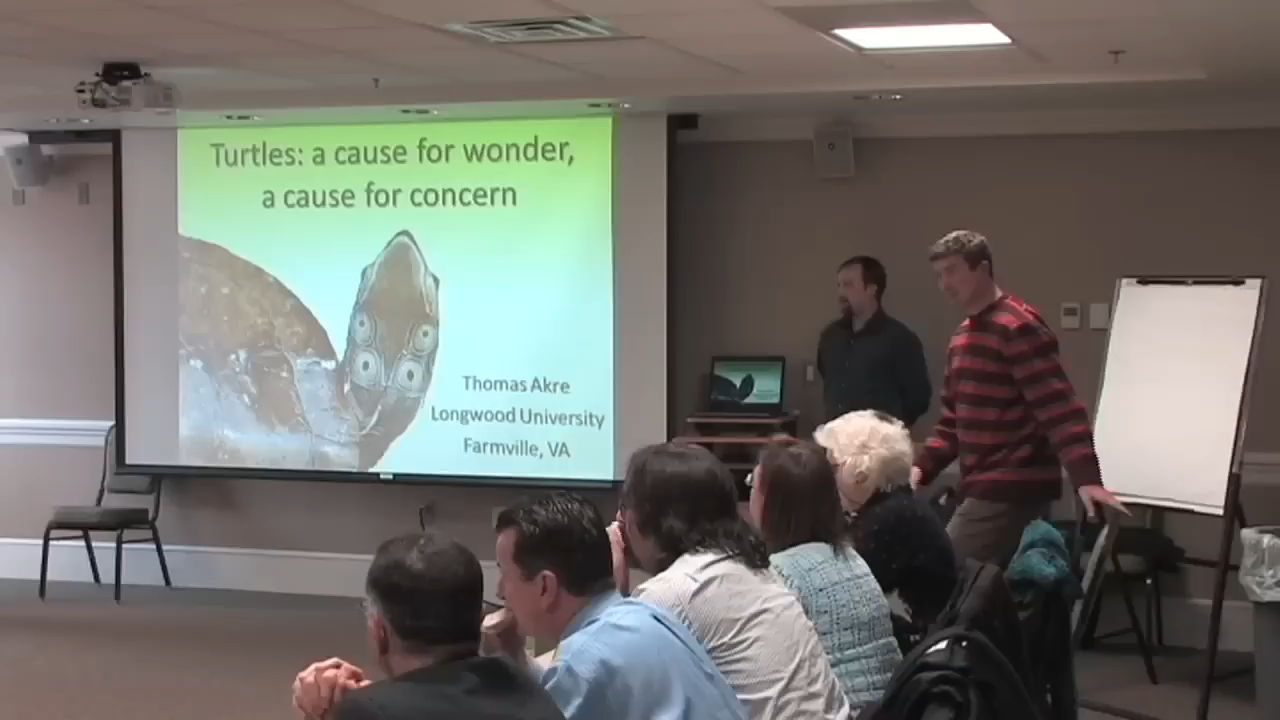 Turtles: a cause for wonder,
a cause for concern
Thomas Akre
Longwood University
Farmville, VA